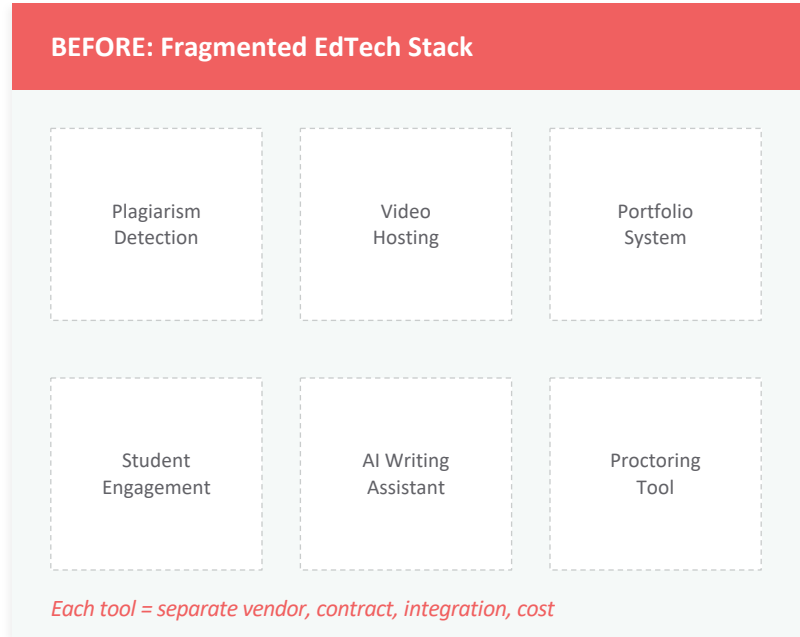 BEFORE: Fragmented EdTech Stack
Plagiarism
Detection
Video
Hosting
Portfolio
System
Student
Engagement
AI Writing
Assistant
Proctoring
Tool
Each tool = separate vendor, contract, integration, cost